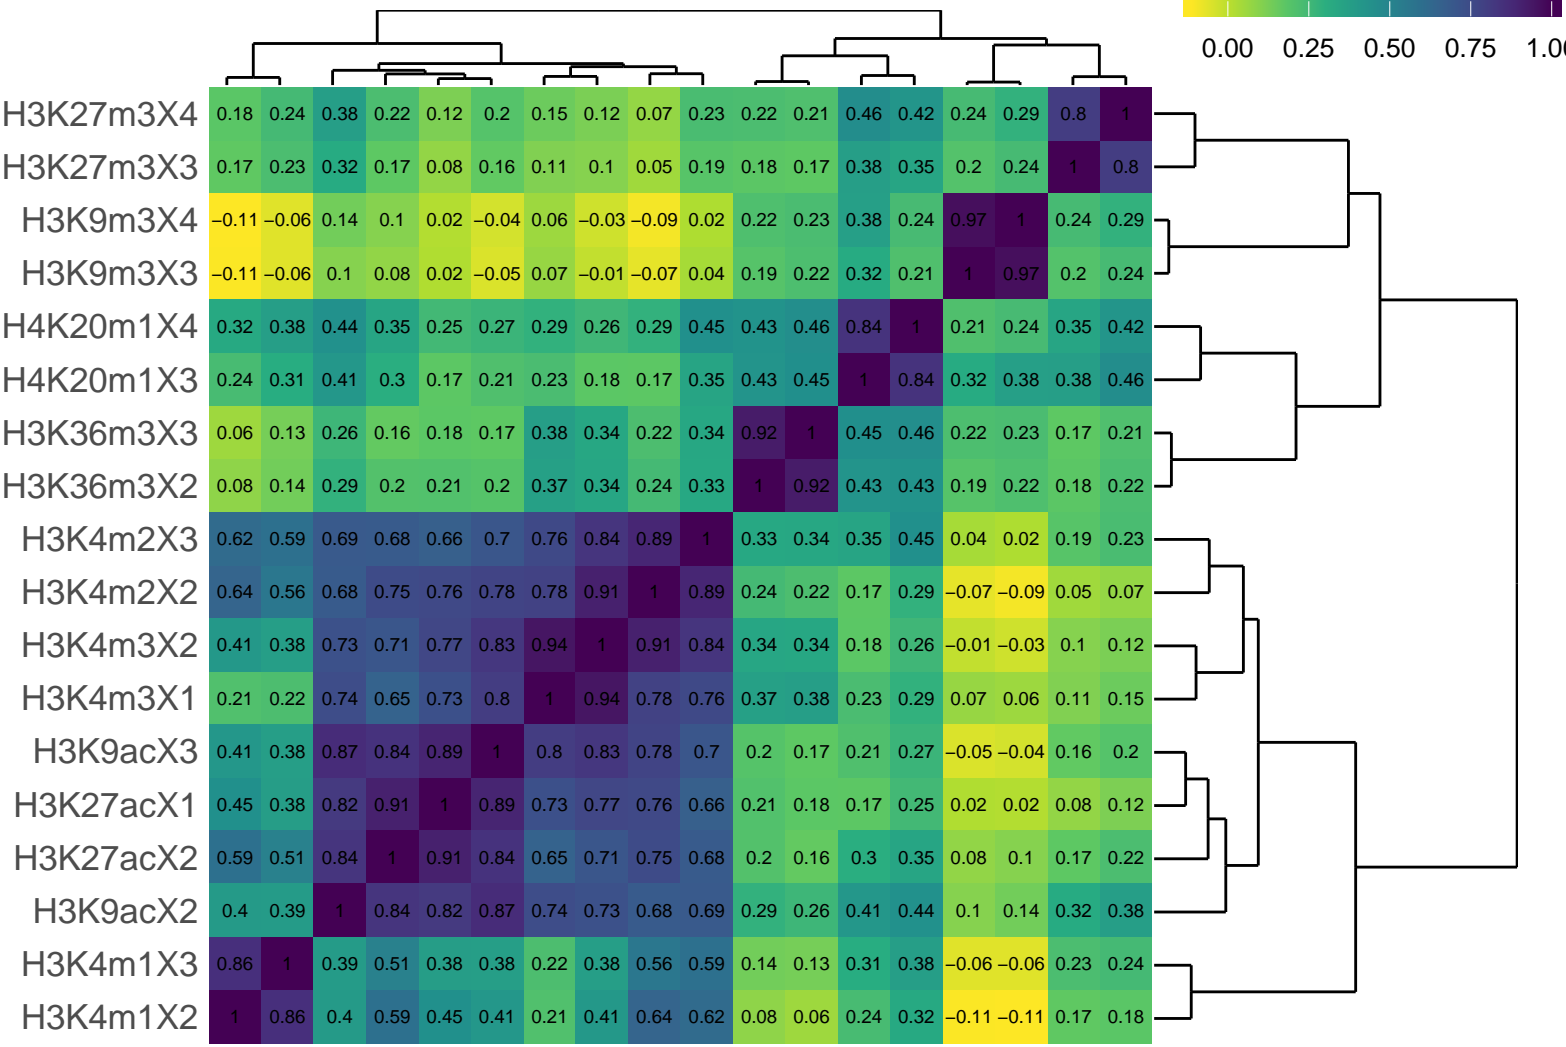 0.00 0.25 0.50 0.75 1.00
H3K27m3X4 0.18 0.24 0.38 0.22 0.12 0.2 0.15 0.12 0.07 0.23 0.22 0.21 0.46 0.42 0.24 0.29 0.8 1
H3K27m3X3 0.17 0.23 0.32 0.17 0.08 0.16 0.11 0.1 0.05 0.19 0.18 0.17 0.38 0.35 0.2 0.24 1 0.8
H3K9m3X4 −0.11 −0.06 0.14 0.1 0.02 −0.04 0.06 −0.03 −0.09 0.02 0.22 0.23 0.38 0.24 0.97 1 0.24 0.29
H3K9m3X3 −0.11 −0.06 0.1 0.08 0.02 −0.05 0.07 −0.01 −0.07 0.04 0.19 0.22 0.32 0.21 1 0.97 0.2 0.24
H4K20m1X4 0.32 0.38 0.44 0.35 0.25 0.27 0.29 0.26 0.29 0.45 0.43 0.46 0.84 1 0.21 0.24 0.35 0.42
H4K20m1X3 0.24 0.31 0.41 0.3 0.17 0.21 0.23 0.18 0.17 0.35 0.43 0.45 1 0.84 0.32 0.38 0.38 0.46
H3K36m3X3 0.06 0.13 0.26 0.16 0.18 0.17 0.38 0.34 0.22 0.34 0.92 1 0.45 0.46 0.22 0.23 0.17 0.21
H3K36m3X2 0.08 0.14 0.29 0.2 0.21 0.2 0.37 0.34 0.24 0.33 1 0.92 0.43 0.43 0.19 0.22 0.18 0.22
H3K4m2X3 0.62 0.59 0.69 0.68 0.66 0.7 0.76 0.84 0.89 1 0.33 0.34 0.35 0.45 0.04 0.02 0.19 0.23
H3K4m2X2 0.64 0.56 0.68 0.75 0.76 0.78 0.78 0.91 1 0.89 0.24 0.22 0.17 0.29 −0.07 −0.09 0.05 0.07
H3K4m3X2 0.41 0.38 0.73 0.71 0.77 0.83 0.94 1 0.91 0.84 0.34 0.34 0.18 0.26 −0.01 −0.03 0.1 0.12
H3K4m3X1 0.21 0.22 0.74 0.65 0.73 0.8 1 0.94 0.78 0.76 0.37 0.38 0.23 0.29 0.07 0.06 0.11 0.15
H3K9acX3 0.41 0.38 0.87 0.84 0.89 1 0.8 0.83 0.78 0.7 0.2 0.17 0.21 0.27 −0.05 −0.04 0.16 0.2
H3K27acX1 0.45 0.38 0.82 0.91 1 0.89 0.73 0.77 0.76 0.66 0.21 0.18 0.17 0.25 0.02 0.02 0.08 0.12
H3K27acX2 0.59 0.51 0.84 1 0.91 0.84 0.65 0.71 0.75 0.68 0.2 0.16 0.3 0.35 0.08 0.1 0.17 0.22
H3K9acX2 0.4 0.39 1 0.84 0.82 0.87 0.74 0.73 0.68 0.69 0.29 0.26 0.41 0.44 0.1 0.14 0.32 0.38
H3K4m1X3 0.86 1 0.39 0.51 0.38 0.38 0.22 0.38 0.56 0.59 0.14 0.13 0.31 0.38 −0.06 −0.06 0.23 0.24
H3K4m1X2 1 0.86 0.4 0.59 0.45 0.41 0.21 0.41 0.64 0.62 0.08 0.06 0.24 0.32 −0.11 −0.11 0.17 0.18